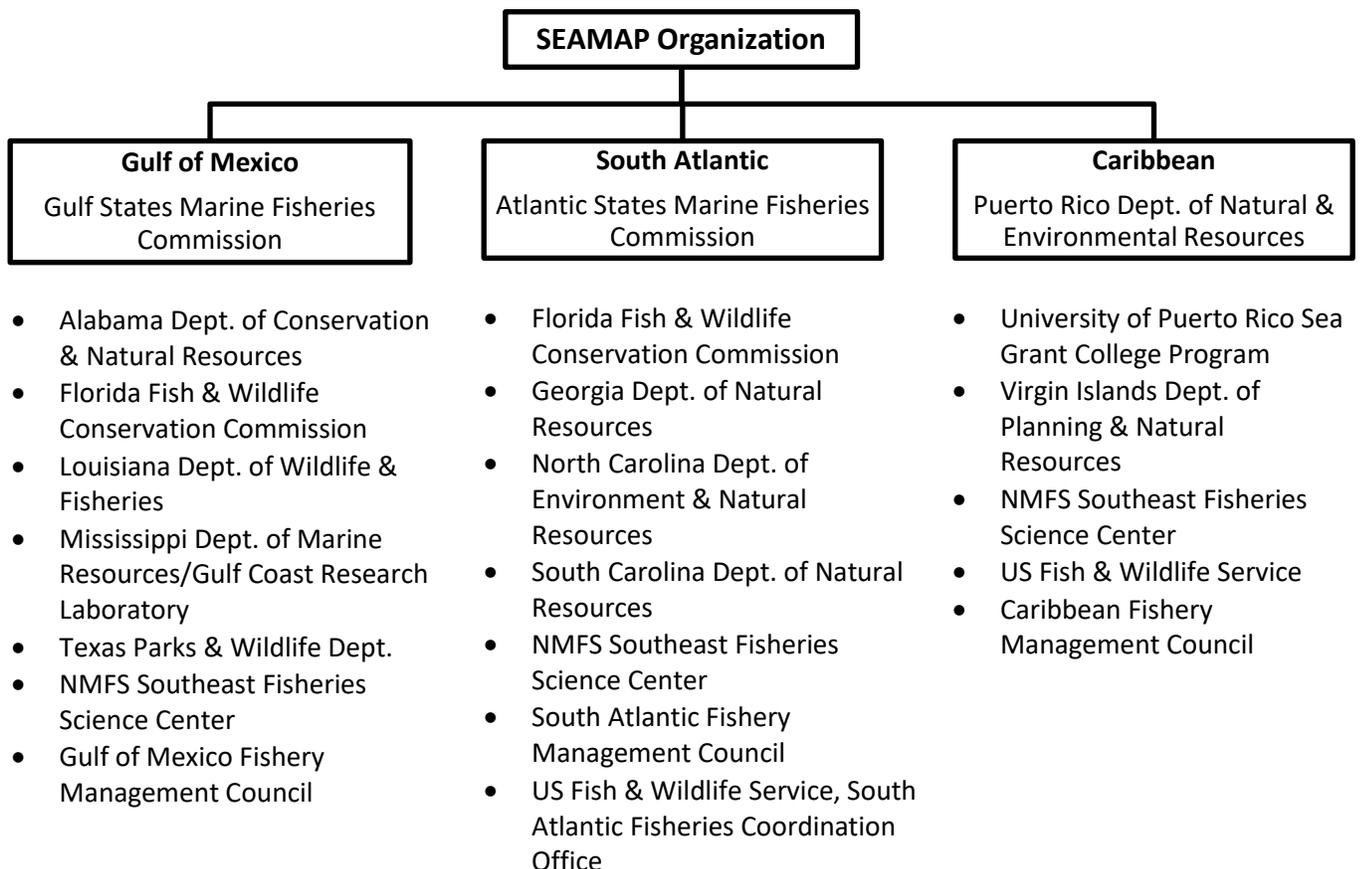 SEAMAP Organization
Gulf of Mexico
Gulf States Marine Fisheries
Commission
South Atlantic
Atlantic States Marine Fisheries
Commission
Caribbean
Puerto Rico Dept. of Natural &
Environmental Resources
• Alabama Dept. of Conservation
& Natural Resources
• Florida Fish & Wildlife
Conservation Commission
• Louisiana Dept. of Wildlife &
Fisheries
• Mississippi Dept. of Marine
Resources/Gulf Coast Research
Laboratory
• Texas Parks & Wildlife Dept.
• NMFS Southeast Fisheries
Science Center
• Gulf of Mexico Fishery
Management Council
• Florida Fish & Wildlife
Conservation Commission
• Georgia Dept. of Natural
Resources
• North Carolina Dept. of
Environment & Natural
Resources
• South Carolina Dept. of Natural
Resources
• NMFS Southeast Fisheries
Science Center
• South Atlantic Fishery
Management Council
• US Fish & Wildlife Service, South
Atlantic Fisheries Coordination
Office
• University of Puerto Rico Sea
Grant College Program
• Virgin Islands Dept. of
Planning & Natural
Resources
• NMFS Southeast Fisheries
Science Center
• US Fish & Wildlife Service
• Caribbean Fishery
Management Council